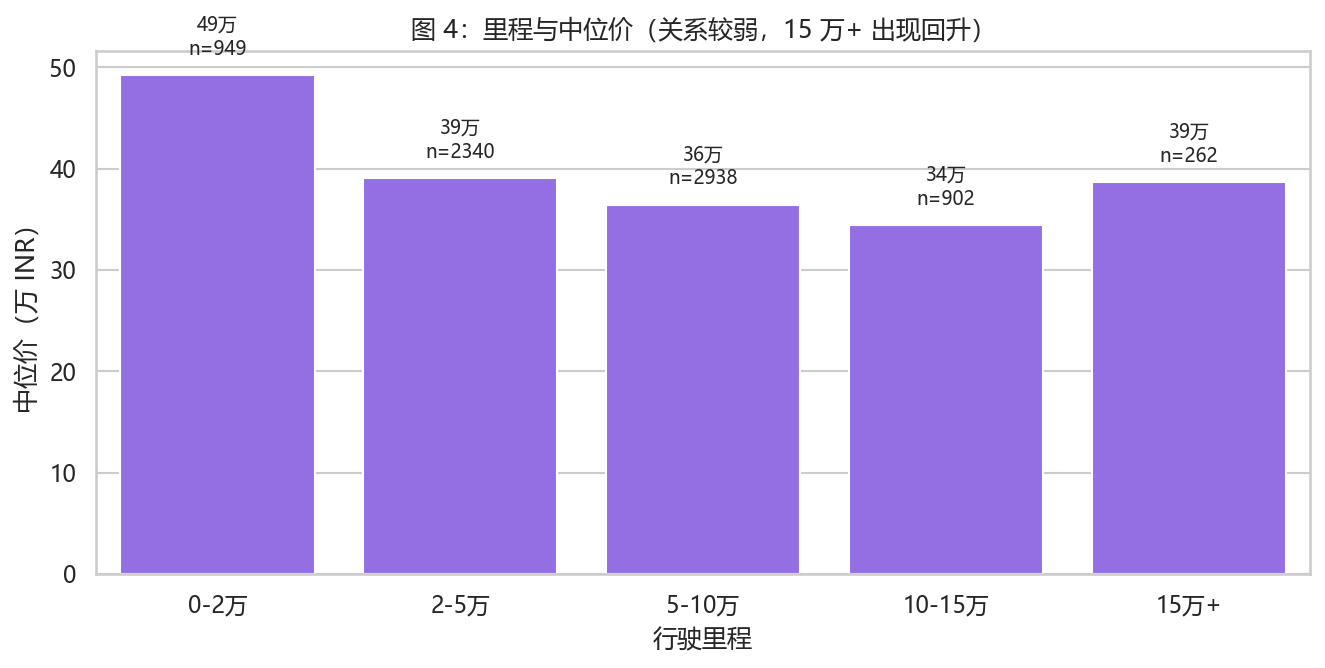 图 4：里程与中位价（关系较弱，15 万+ 出现回升）
49万
n=949
39万
n=2340
36万
n=2938
34万
n=902
39万
n=262
中位价（万 INR）
50
40
30
20
10
0
0-2万
2-5万
5-10万
10-15万
15万+
行驶里程